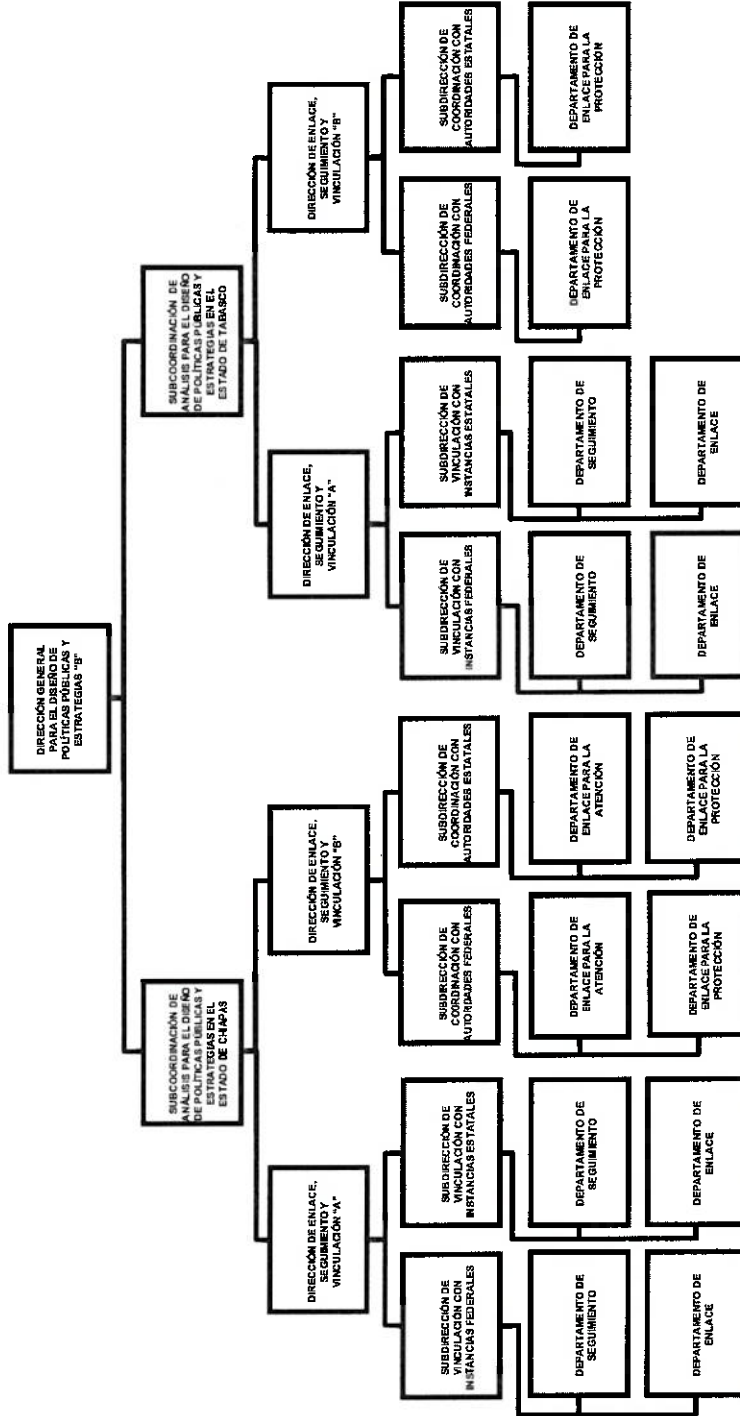 DIRECCIÓN GENERAL
PARA EL DISEÑO DE
POLÍTICAS PÚBLICAS Y
ESTRATEGIAS "B"
SUBCOORDINACIÓN DE
ANÁLISIS PARA EL DISEÑO
DE POLÍTICAS PÚBLICAS Y
ESTRATEGIAS EN EL
ESTADO DE CHIAPAS
SUBCOORDINACIÓN DE
ANÁLISIS PARA EL DISEÑO
DE POLÍTICAS PÚBLICAS Y
ESTRATEGIAS EN EL
ESTADO DE TABASCO
DIRECCIÓN DE ENLACE,
SEGUIMIENTO Y
VINCULACIÓN "A"
DIRECCIÓN DE ENLACE,
SEGUIMIENTO Y
VINCULACIÓN "B"
DIRECCIÓN DE ENLACE,
SEGUIMIENTO Y
VINCULACIÓN "A"
DIRECCIÓN DE ENLACE,
SEGUIMIENTO Y
VINCULACIÓN "B"
SUBDIRECCIÓN DE
VINCULACIÓN CON
INSTANCIAS FEDERALES
SUBDIRECCIÓN DE
VINCULACIÓN CON
INSTANCIAS ESTATALES
SUBDIRECCIÓN DE
COORDINACIÓN CON
AUTORIDADES FEDERALES
SUBDIRECCIÓN DE
COORDINACIÓN CON
AUTORIDADES ESTATALES
SUBDIRECCIÓN DE
VINCULACIÓN CON
INSTANCIAS FEDERALES
SUBDIRECCIÓN DE
VINCULACIÓN CON
INSTANCIAS ESTATALES
SUBDIRECCIÓN DE
COORDINACIÓN CON
AUTORIDADES FEDERALES
SUBDIRECCIÓN DE
COORDINACIÓN CON
AUTORIDADES ESTATALES
DEPARTAMENTO DE
SEGUIMIENTO
DEPARTAMENTO DE
SEGUIMIENTO
DEPARTAMENTO DE
ENLACE PARA LA
ATENCIÓN
DEPARTAMENTO DE
ENLACE PARA LA
ATENCIÓN
DEPARTAMENTO DE
SEGUIMIENTO
DEPARTAMENTO DE
SEGUIMIENTO
DEPARTAMENTO DE
ENLACE PARA LA
PROTECCIÓN
DEPARTAMENTO DE
ENLACE PARA LA
PROTECCIÓN
DEPARTAMENTO DE
ENLACE
DEPARTAMENTO DE
ENLACE
DEPARTAMENTO DE
ENLACE PARA LA
PROTECCIÓN
DEPARTAMENTO DE
ENLACE PARA LA
PROTECCIÓN
DEPARTAMENTO DE
ENLACE
DEPARTAMENTO DE
ENLACE